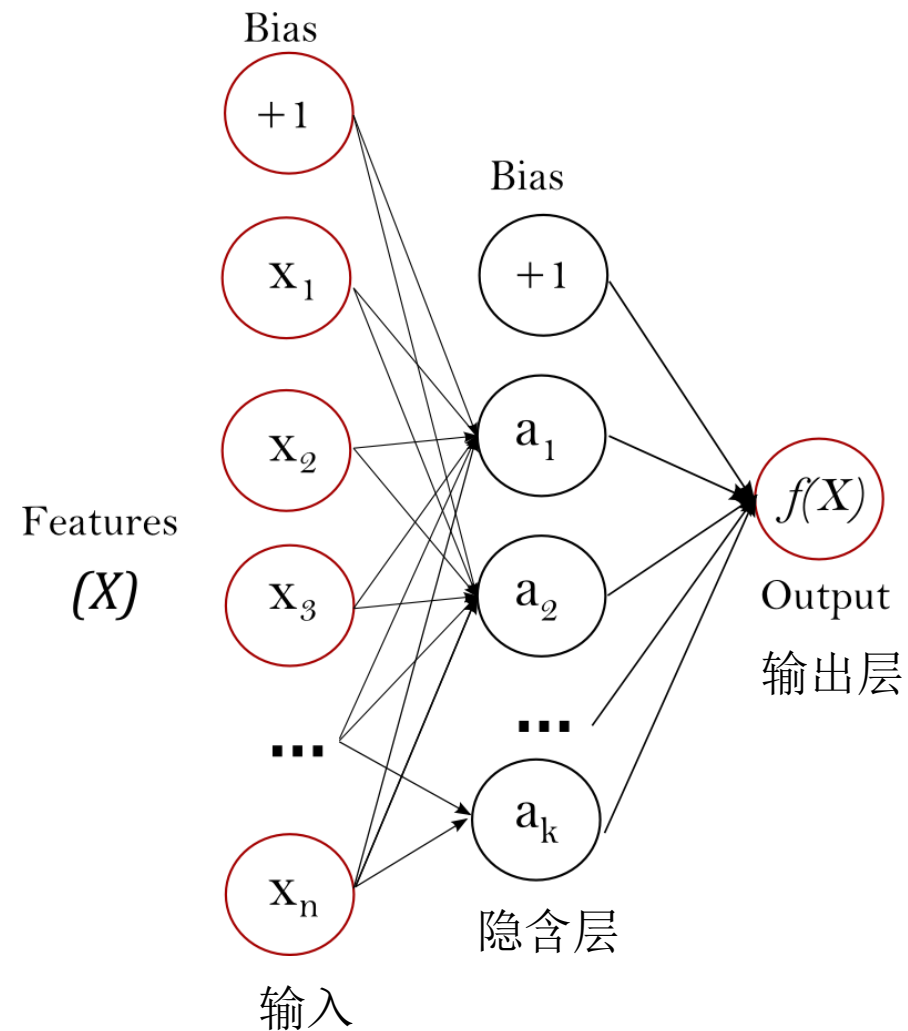 Bias
+1
x1
x2
x3
...
xn
Features
(X)
输入
Bias
+1
a1
a2
...
ak
隐含层
f(X)
Output
输出层